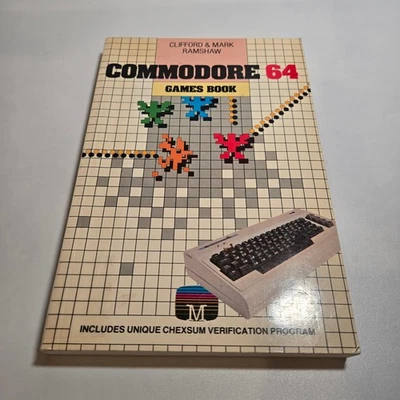 CLIFFORD & MARK
RAMSHAW
COMMODORE 64
GAMES BOOK
M
INCLUDES UNIQUE CHEXSUM VERIFICATION PROGRAM